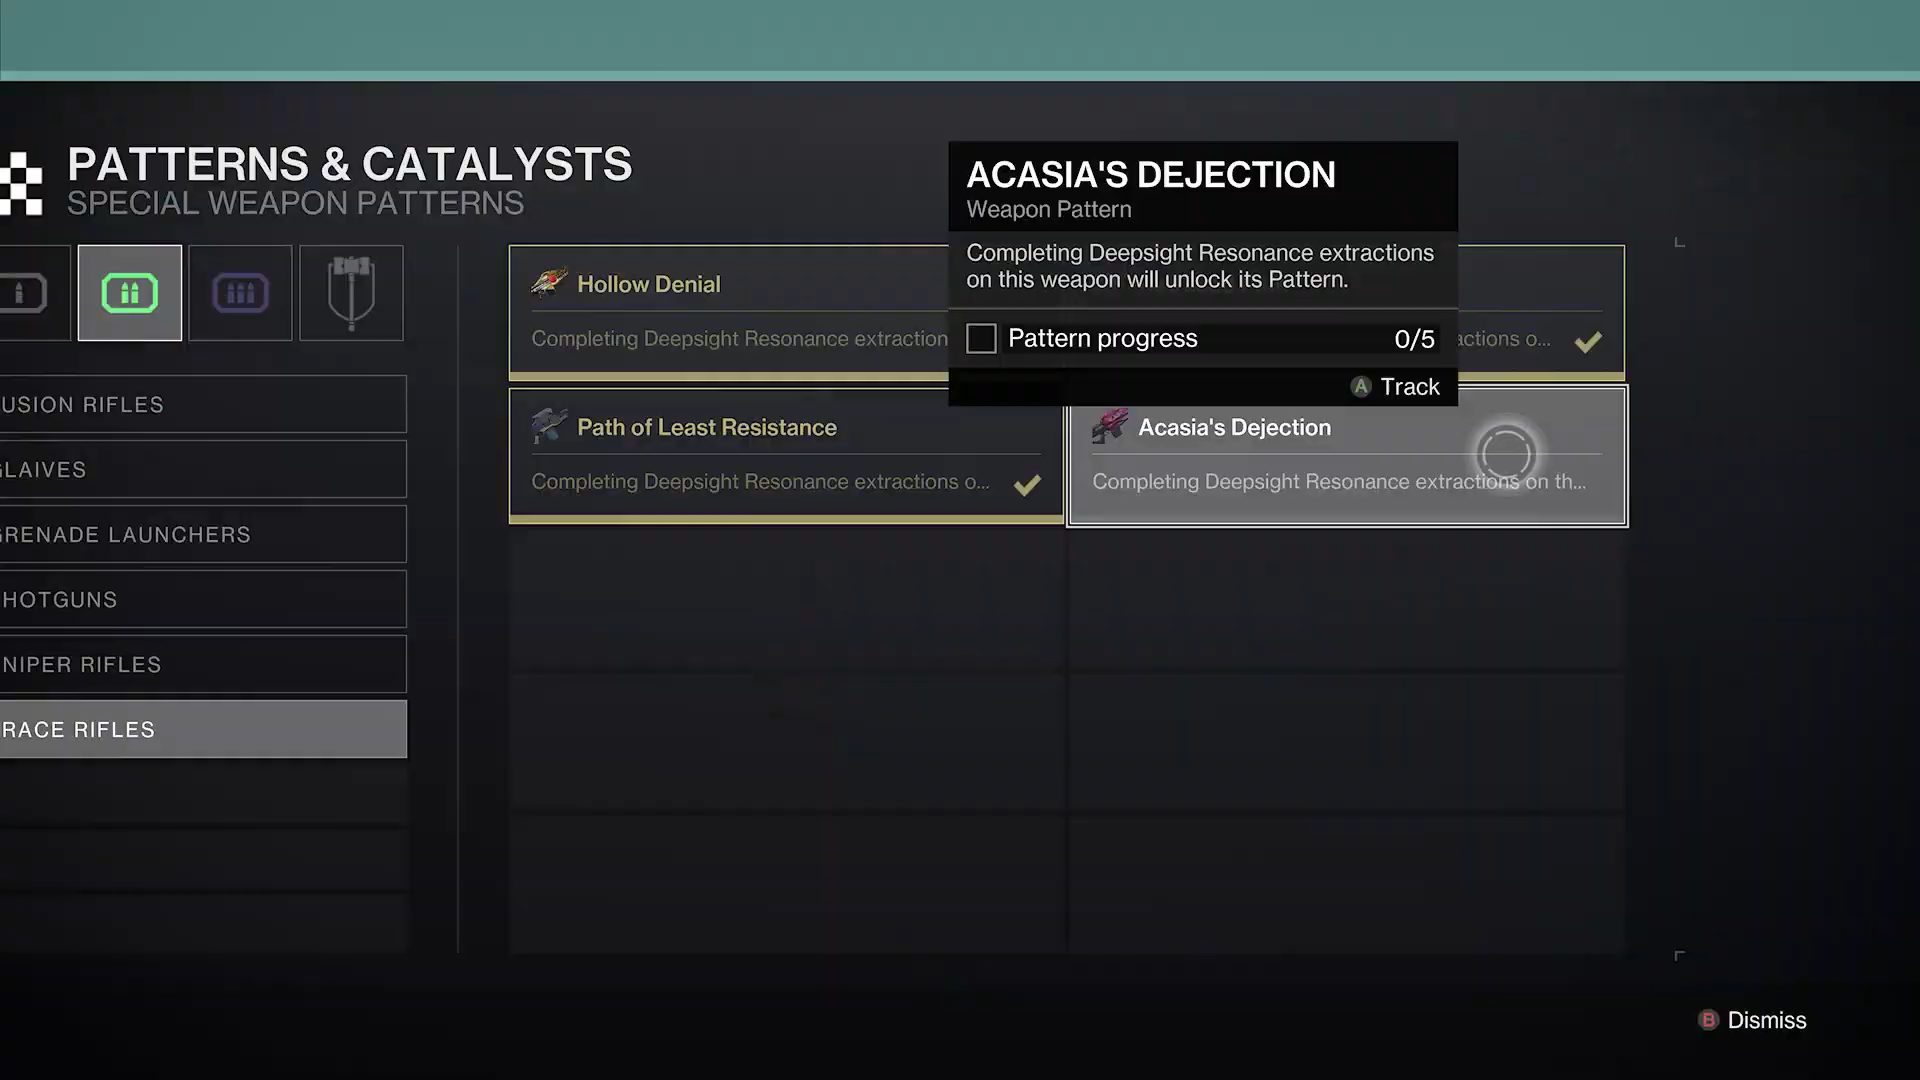 PATTERNS & CATALYSTS
SPECIAL WEAPON PATTERNS
USION RIFLES
LAIVES
RENADE LAUNCHERS
HOTGUNS
NIPER RIFLES
RACE RIFLES
Hollow Denial
Completing Deepsight Resonance extraction
ctions o...
Path of Least Resistance
Completing Deepsight Resonance extractions o...
ACASIA'S DEJECTION
Weapon Pattern
Completing Deepsight Resonance extractions
on this weapon will unlock its Pattern.
Pattern progress 0/5
A Track
Acasia's Dejection
Completing Deepsight Resonance extractions on th...
B Dismiss